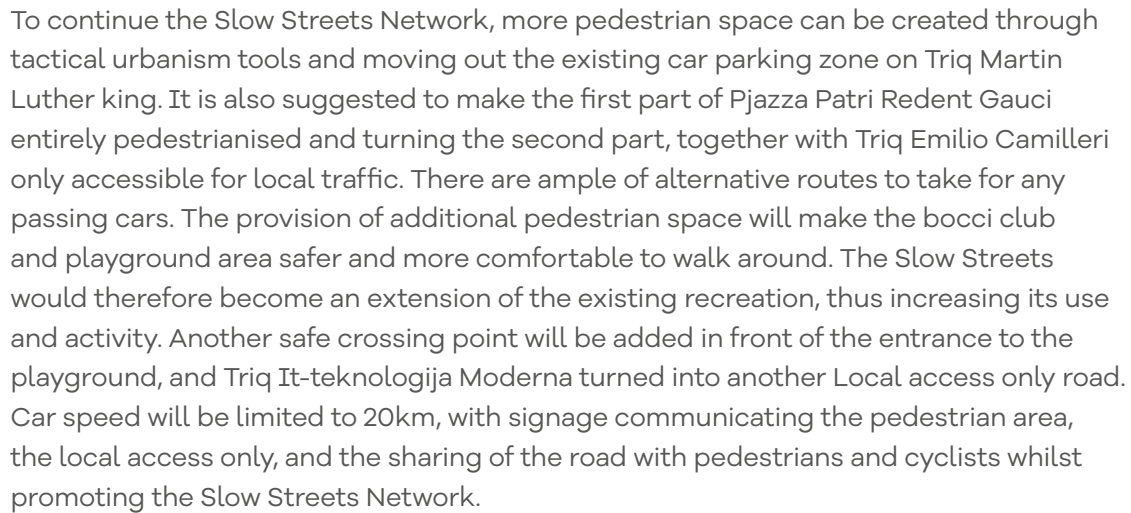 To continue the Slow Streets Network, more pedestrian space can be created through
tactical urbanism tools and moving out the existing car parking zone on Triq Martin
Luther king. It is also suggested to make the first part of Pjazza Patri Redent Gauci
entirely pedestrianised and turning the second part, together with Triq Emilio Camilleri
only accessible for local traffic. There are ample of alternative routes to take for any
passing cars. The provision of additional pedestrian space will make the bocci club
and playground area safer and more comfortable to walk around. The Slow Streets
would therefore become an extension of the existing recreation, thus increasing its use
and activity. Another safe crossing point will be added in front of the entrance to the
playground, and Triq It-teknologija Moderna turned into another Local access only road.
Car speed will be limited to 20km, with signage communicating the pedestrian area,
the local access only, and the sharing of the road with pedestrians and cyclists whilst
promoting the Slow Streets Network.